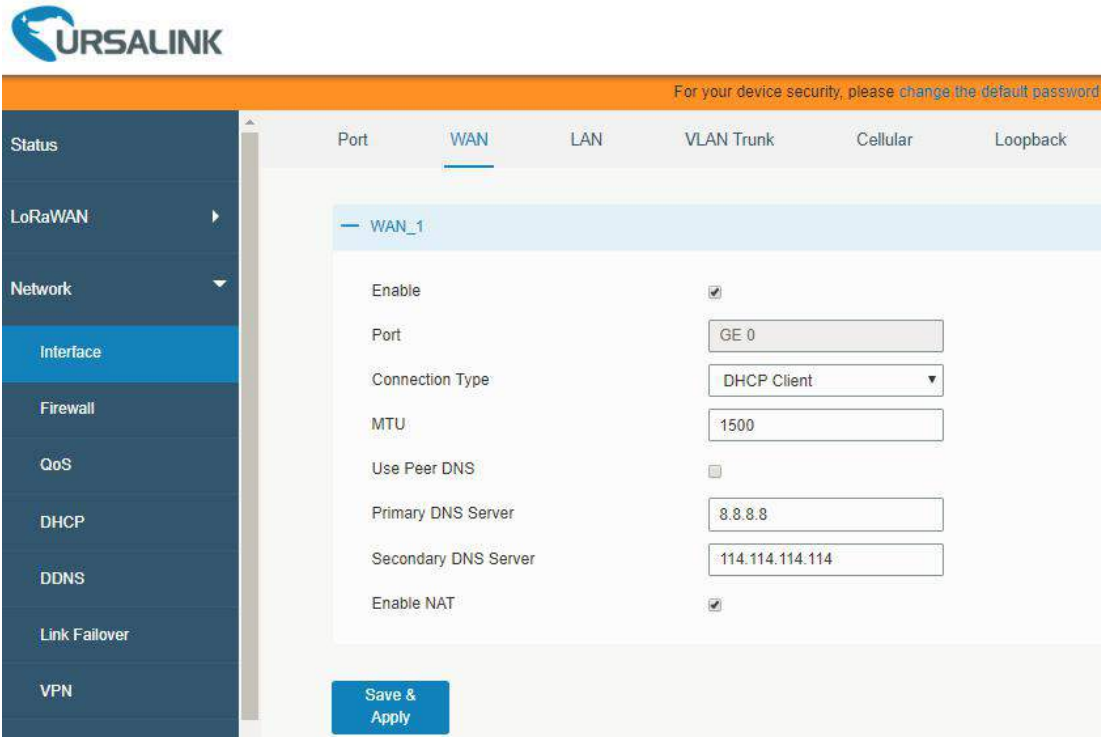 URSALINK
For your device security, please change the default password
Status
LoRaWAN
Network
Interface
Firewall
QoS
DHCP
DDNS
Link Failover
VPN
Port WAN LAN VLAN Trunk Cellular Loopback
WAN_1
Enable
Port GE 0
Connection Type DHCP Client
MTU 1500
Use Peer DNS
Primary DNS Server 8.8.8.8
Secondary DNS Server 114.114.114.114
Enable NAT
Save &
Apply